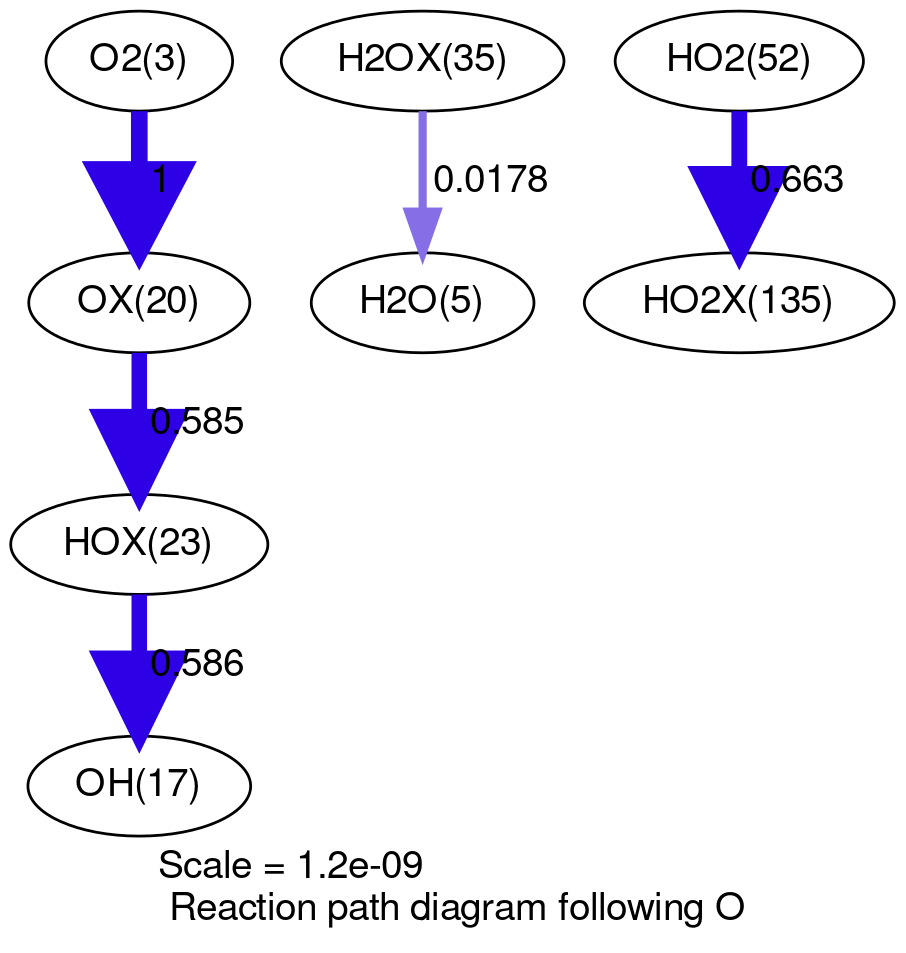 O2(3)
H2OX(35)
HO2(52)
1
0.0178
0.663
OX(20)
H2O(5)
HO2X(135)
0.585
HOX(23)
0.586
OH(17)
Scale = 1.2e-09
Reaction path diagram following O